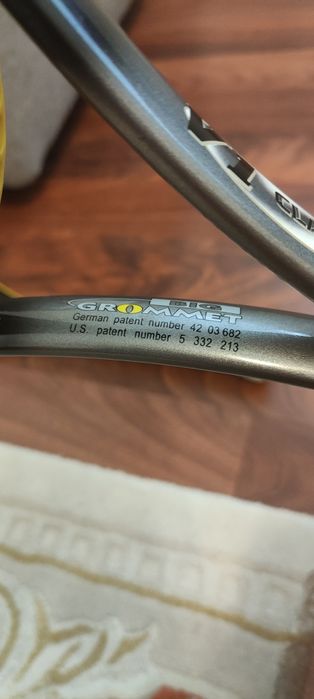 BIG
GROMMET
German patent number 42 03 682
U.S. patent number 5 332 213